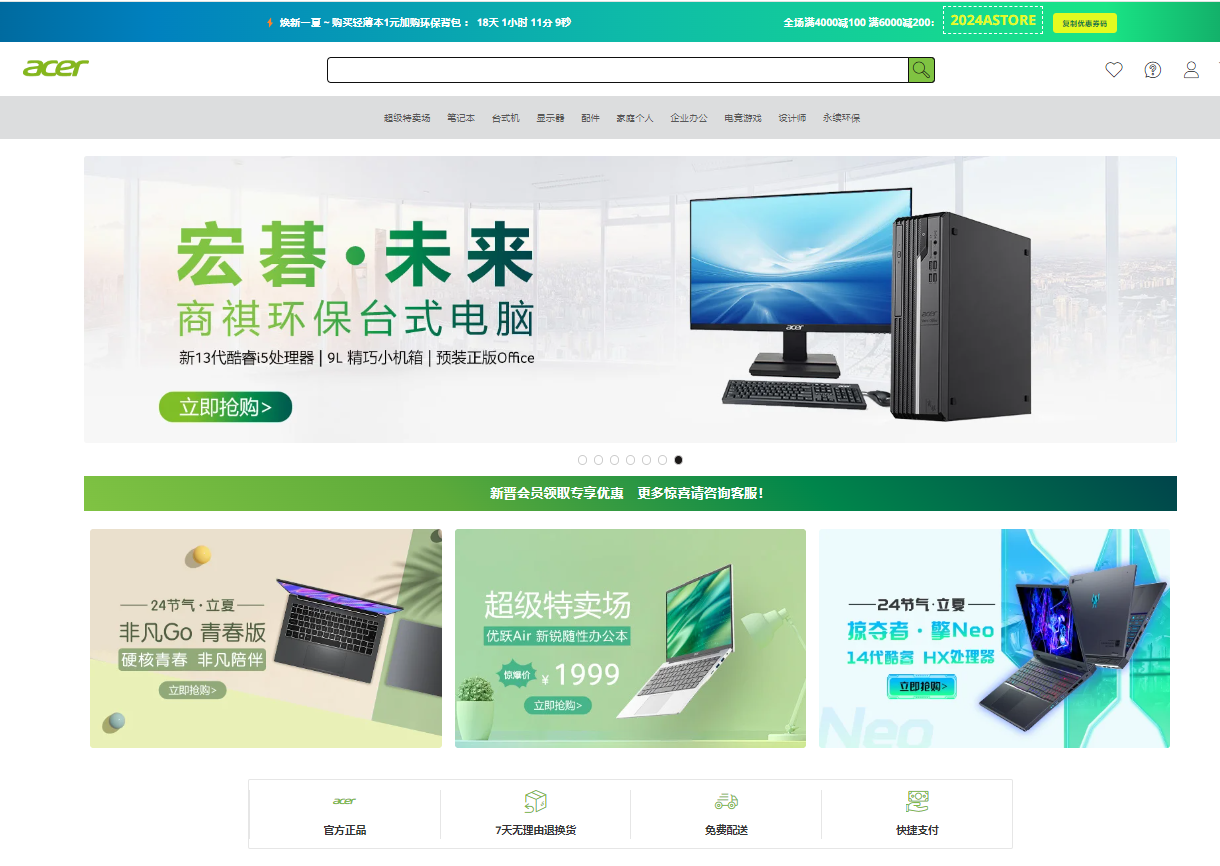 焕新一夏 ~ 购买轻薄本1元加购环保背包 ： 18天 1小时 11分 9秒
全场满4000减100 满6000减200：
2024ASTORE
复制优惠券码
acer
超级特卖场
笔记本
台式机
显示器
配件
家庭个人
企业办公
电竞游戏
设计师
永续环保
宏碁·未来
商祺环保台式电脑
新13代酷睿i5处理器 | 9L 精巧小机箱 | 预装正版Office
立即抢购>
acer
acer
新晋会员领取专享优惠 更多惊喜请咨询客服！
24节气·立夏
非凡Go 青春版
硬核青春 非凡陪伴
立即抢购>
超级特卖场
优跃Air 新锐随性办公本
惊爆价
¥ 1999
立即抢购>
24节气·立夏
掠夺者·擎Neo
14代酷睿 HX处理器
立即抢购>
Neo
acer
官方正品
7天无理由退换货
免费配送
快捷支付